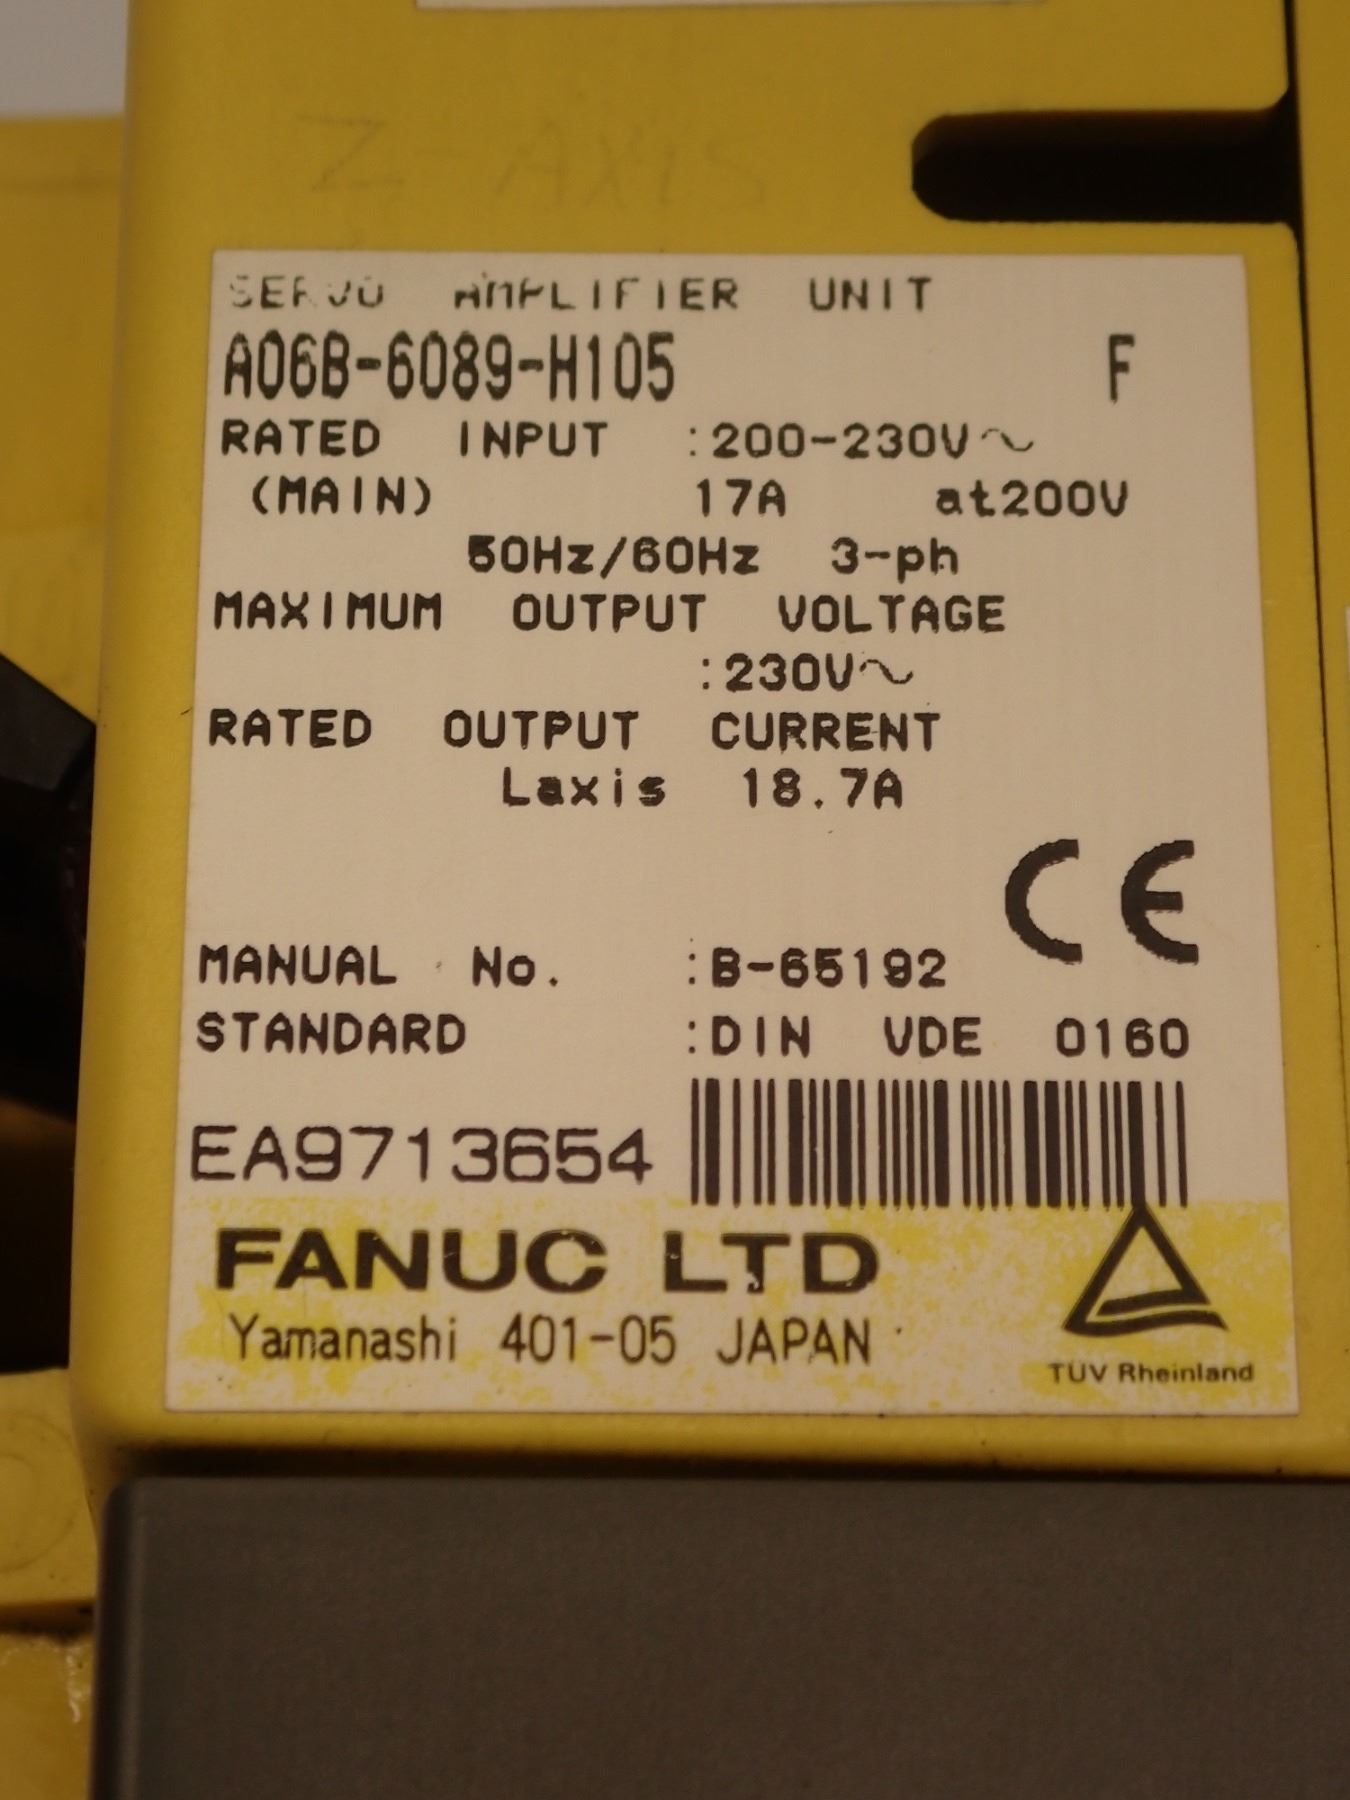 Z-AXIS
SERVO AMPLIFIER UNIT
A06B-6089-H105 F
RATED INPUT :200-230V~
(MAIN) 17A at200V
50Hz/60Hz 3-ph
MAXIMUM OUTPUT VOLTAGE
:230V~
RATED OUTPUT CURRENT
Laxis 18.7A
CE
MANUAL No. :B-65192
STANDARD :DIN VDE 0160
EA9713654
FANUC LTD
Yamanashi 401-05 JAPAN
TÜV Rheinland